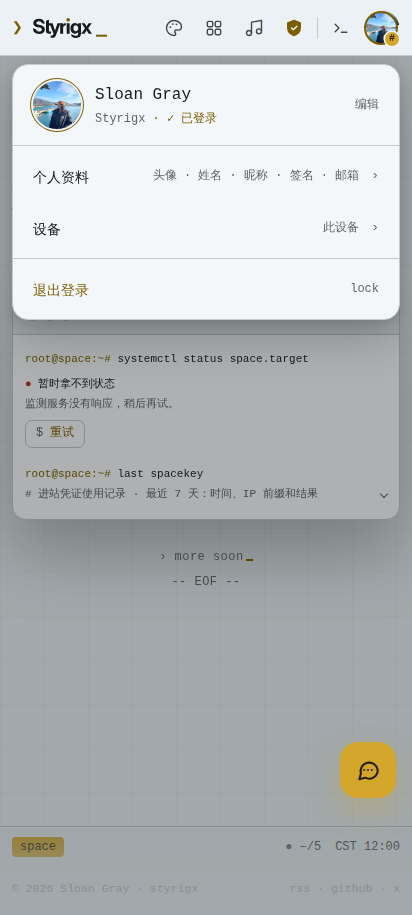 ❯ Styrigx _
#
Sloan Gray
Styrigx · ✓ 已登录
编辑
个人资料 头像 · 姓名 · 昵称 · 签名 · 邮箱 ›
设备 此设备 ›
退出登录 lock
root@space:~# systemctl status space.target
● 暂时拿不到状态
监测服务没有响应，稍后再试。
$ 重试
root@space:~# last spacekey
# 进站凭证使用记录 · 最近 7 天：时间、IP 前缀和结果
› more soon_
-- EOF --
space ● −/5 CST 12:00
© 2026 Sloan Gray · styrigx rss · github · x